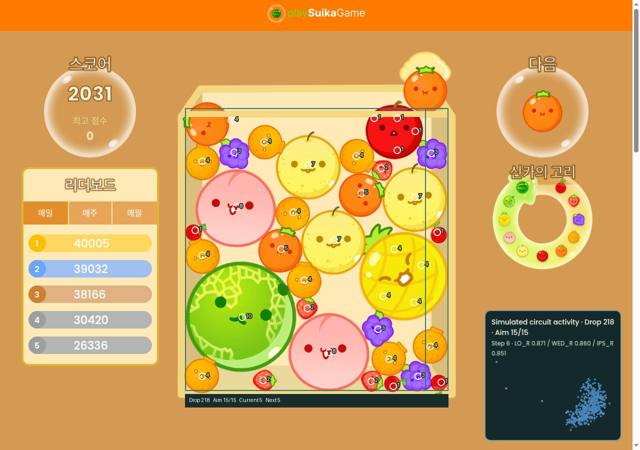 playSuikaGame
스코어
2031
최고 점수
0
다음
리더보드
매일 매주 매월
1 40005
2 39032
3 38166
4 30420
5 26336
신카의 고리
Simulated circuit activity · Drop 218
· Aim 15/15
Step 6 · LO_R 0.871 / WED_R 0.860 / IPS_R
0.851
Drop 218 Aim 15/15 Current 5 Next 5